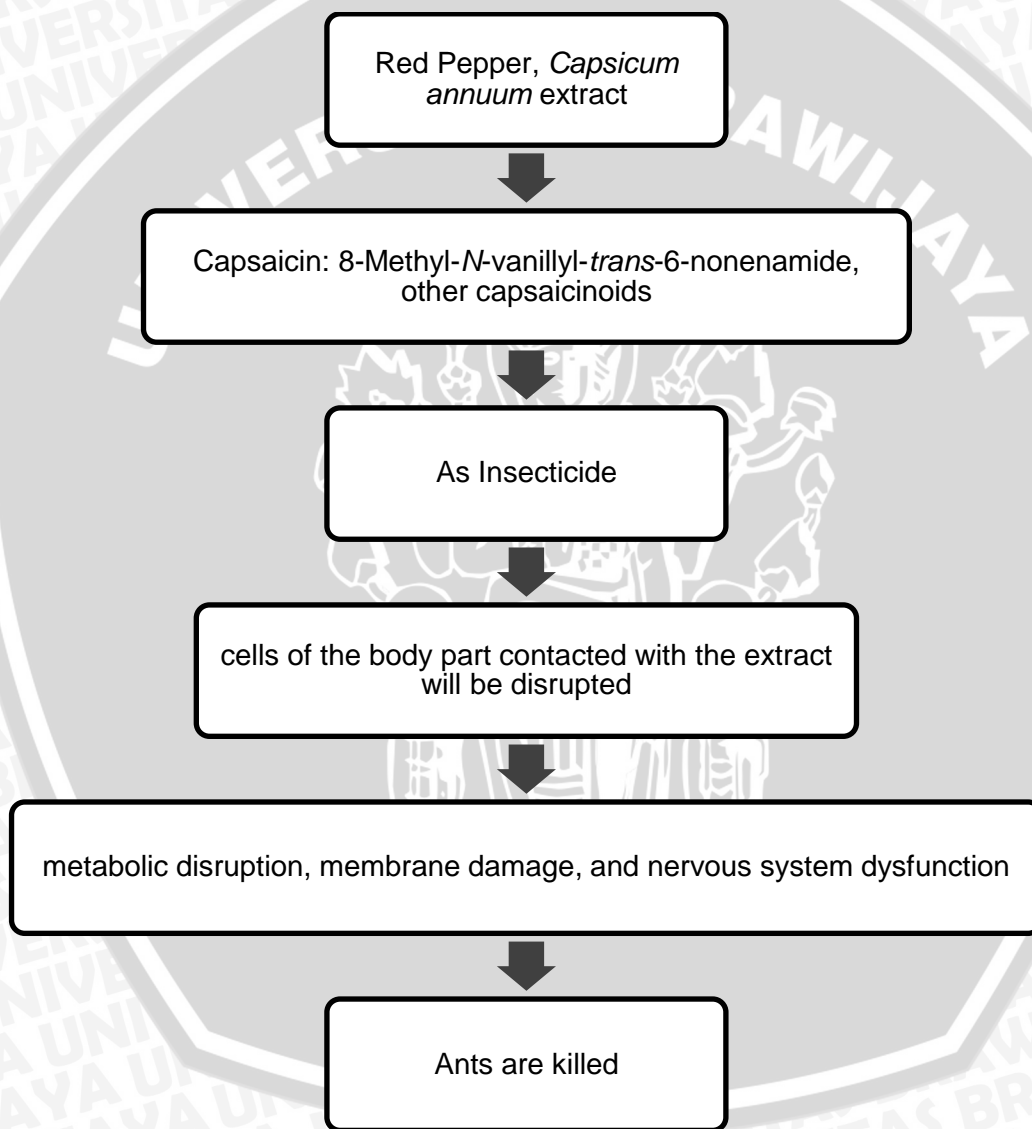 Red Pepper, Capsicum
annuum extract
Capsaicin: 8-Methyl-N-vanillyl-trans-6-nonenamide,
other capsaicinoids
As Insecticide
cells of the body part contacted with the extract
will be disrupted
metabolic disruption, membrane damage, and nervous system dysfunction
Ants are killed